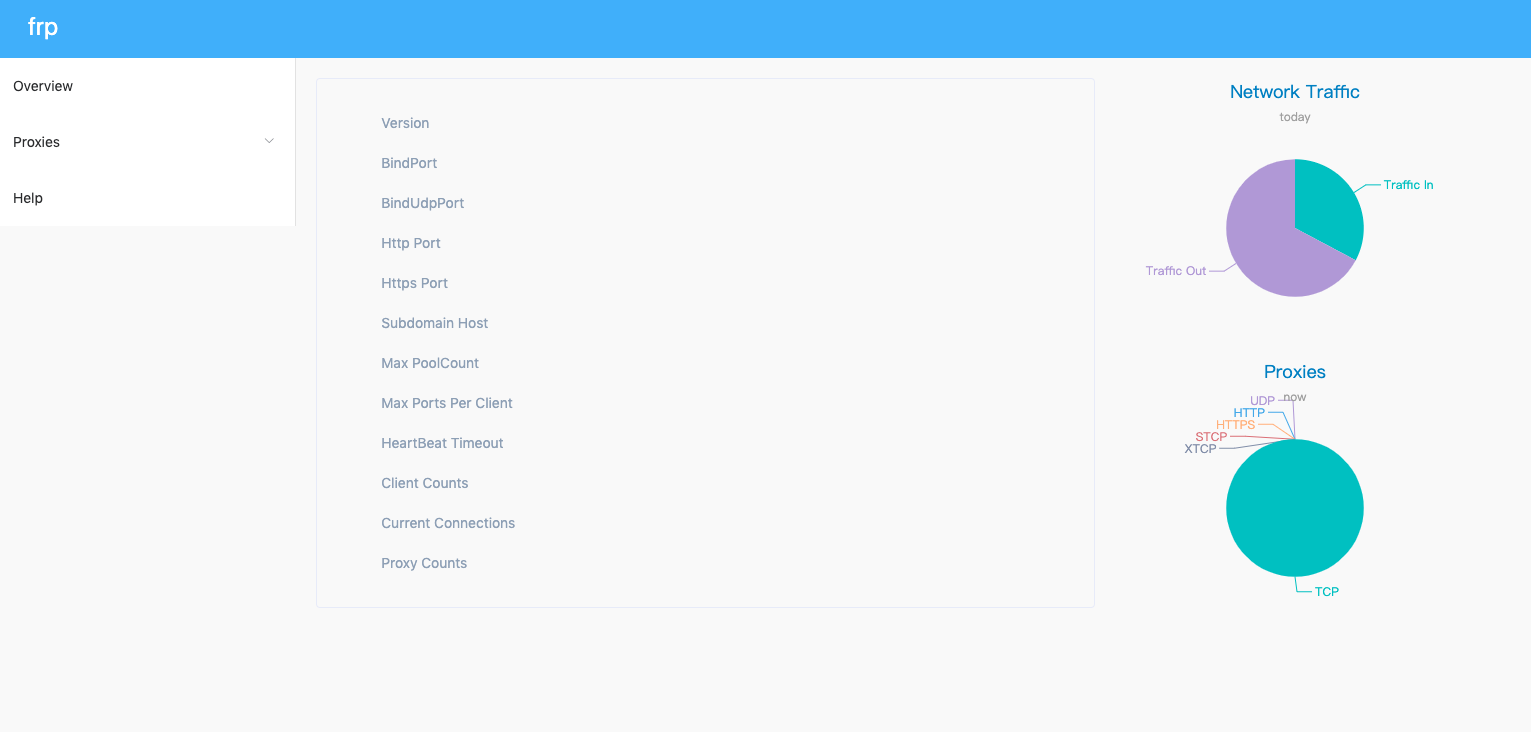 frp
Overview
Proxies
Help
Version
BindPort
BindUdpPort
Http Port
Https Port
Subdomain Host
Max PoolCount
Max Ports Per Client
HeartBeat Timeout
Client Counts
Current Connections
Proxy Counts
Network Traffic
today
Traffic In
Traffic Out
Proxies
now
UDP
HTTP
HTTPS
STCP
XTCP
TCP